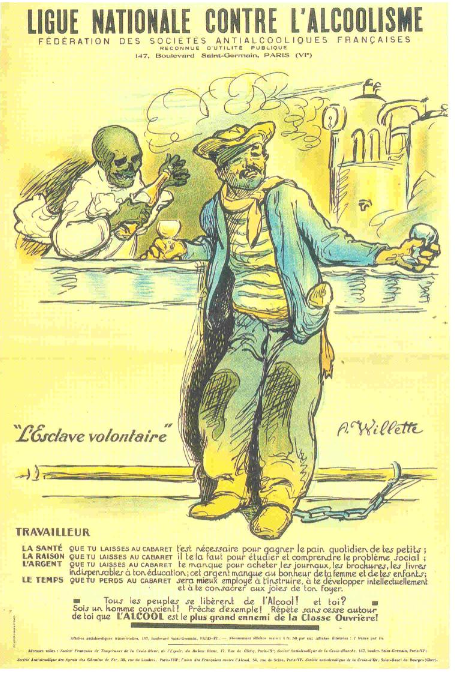 LIGUE NATIONALE CONTRE L'ALCOOLISME
FÉDÉRATION DES SOCIÉTÉS ANTIALCOOLIQUES FRANÇAISES
RECONNUE D'UTILITÉ PUBLIQUE
147, Boulevard Saint-Germain, PARIS (VIe)
"L'Esclave volontaire"
A. Willette
TRAVAILLEUR
LA SANTÉ QUE TU LAISSES AU CABARET t'est nécessaire pour gagner le pain quotidien de tes petits;
LA RAISON QUE TU LAISSES AU CABARET il te la faut pour étudier et comprendre le problème social;
L'ARGENT QUE TU LAISSES AU CABARET te manque pour acheter les journaux, les brochures, les livres
indispensables à ton éducation; cet argent manque au bonheur de ta femme et de tes enfants;
LE TEMPS QUE TU PERDS AU CABARET sera mieux employé à t'instruire, à te développer intellectuellement
et à te consacrer aux joies de ton foyer.
Tous les peuples se libèrent de l'Alcool! et toi?
Sois un homme conscient! Prêche d'exemple! Répète sans cesse autour
de toi que L'ALCOOL est le plus grand ennemi de la Classe Ouvrière!